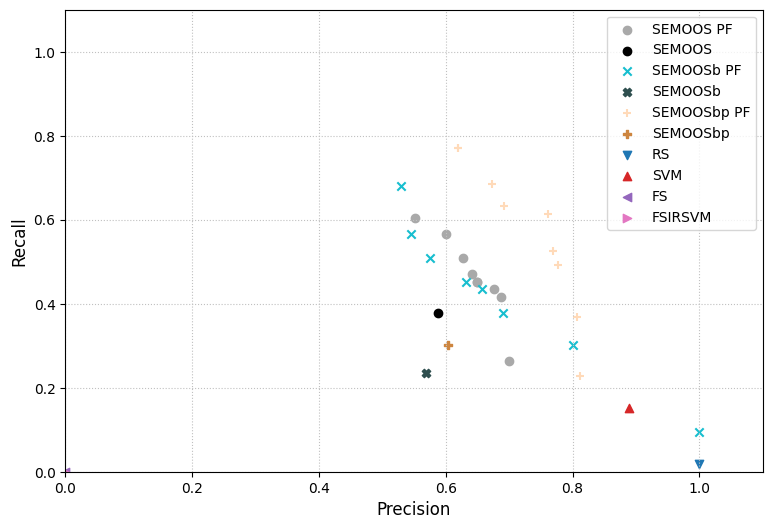 SEMOOS PF
SEMOOS
SEMOOSb PF
SEMOOSb
SEMOOSbp PF
SEMOOSbp
RS
SVM
FS
FSIRSVM
1.0
0.8
0.6
0.4
0.2
0.0
Recall
0.0 0.2 0.4 0.6 0.8 1.0
Precision